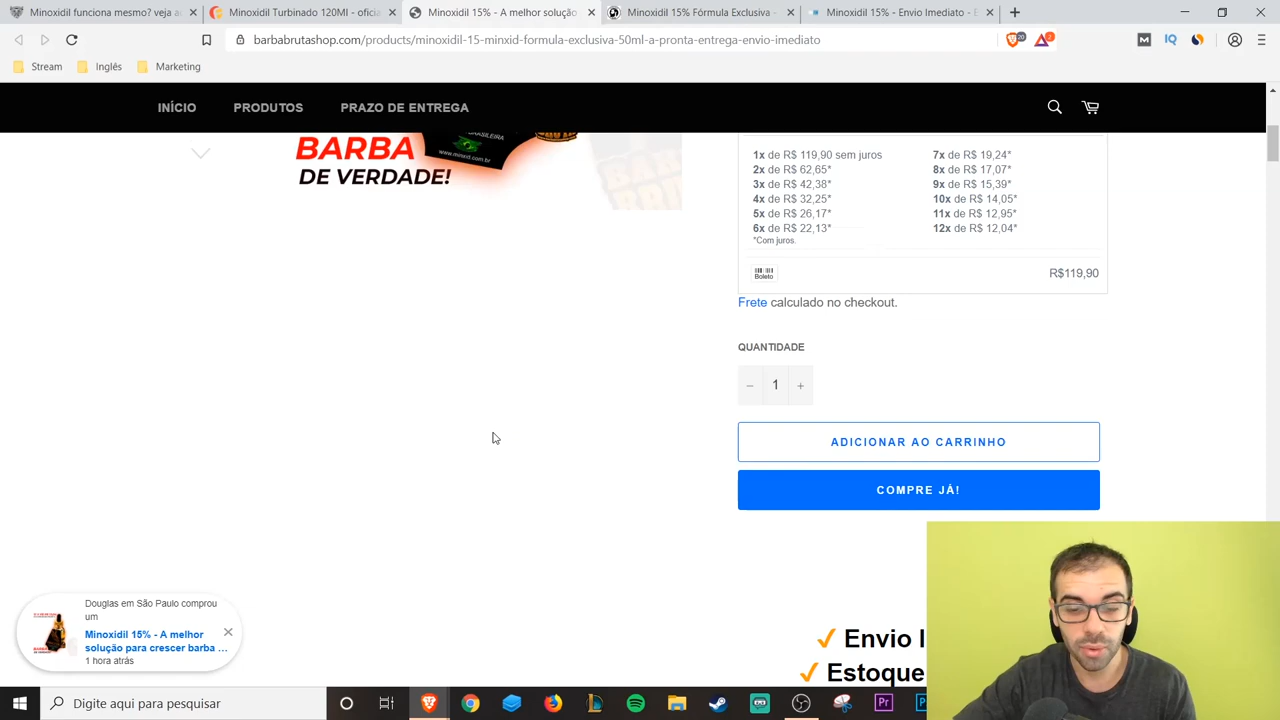 Minoxidil funciona mesmo? veja a
Minoxidil Turbinado 120Ml - oficia
Minoxidil 15% - A melhor solução
Minoxidil 15% Fórmula Exclusiva -
Minoxidil 15% - Envio Imediato - B
barbabrutashop.com/products/minoxidil-15-minxid-formula-exclusiva-50ml-a-pronta-entrega-envio-imediato
Stream
Inglês
Marketing
INÍCIO
PRODUTOS
PRAZO DE ENTREGA
BRASILEIRA
www.minxid.com.br
BARBA
DE VERDADE!
1x de R$ 119,90 sem juros
7x de R$ 19,24*
2x de R$ 62,65*
8x de R$ 17,07*
3x de R$ 42,38*
9x de R$ 15,39*
4x de R$ 32,25*
10x de R$ 14,05*
5x de R$ 26,17*
11x de R$ 12,95*
6x de R$ 22,13*
12x de R$ 12,04*
*Com juros.
Boleto
R$119,90
Frete calculado no checkout.
QUANTIDADE
− 1 +
ADICIONAR AO CARRINHO
COMPRE JÁ!
Envio I
Estoque
Douglas em São Paulo comprou
um
Minoxidil 15% - A melhor
solução para crescer barba ...
1 hora atrás
Digite aqui para pesquisar